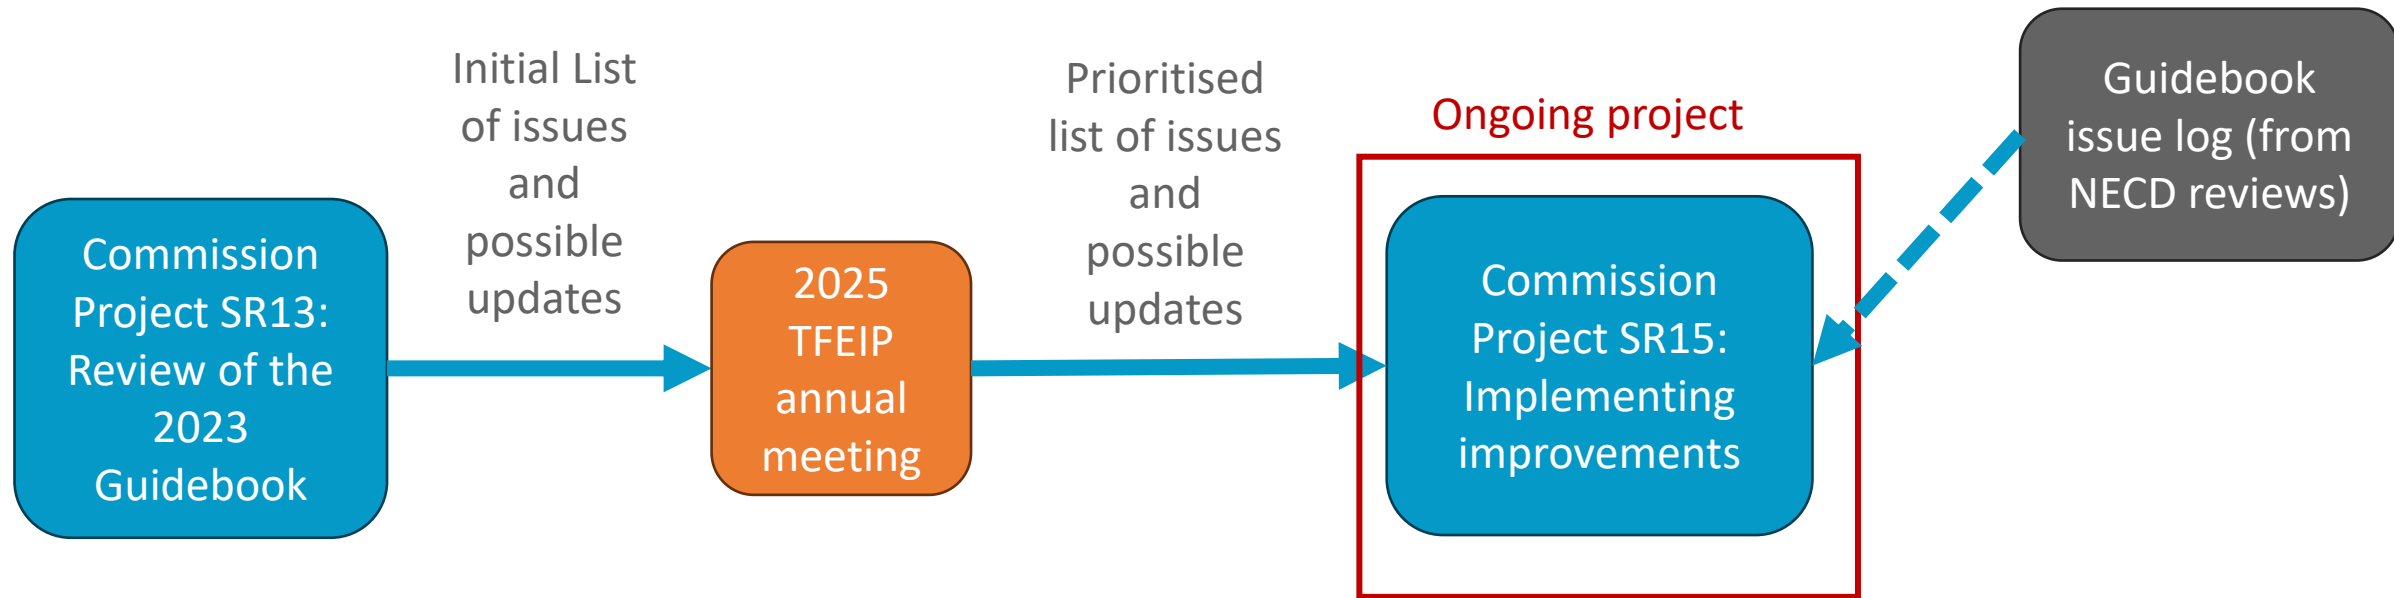 Commission
Project SR13:
Review of the
2023
Guidebook
Initial List
of issues
and
possible
updates
2025
TFEIP
annual
meeting
Prioritised
list of issues
and
possible
updates
Ongoing project
Commission
Project SR15:
Implementing
improvements
Guidebook
issue log (from
NECD reviews)